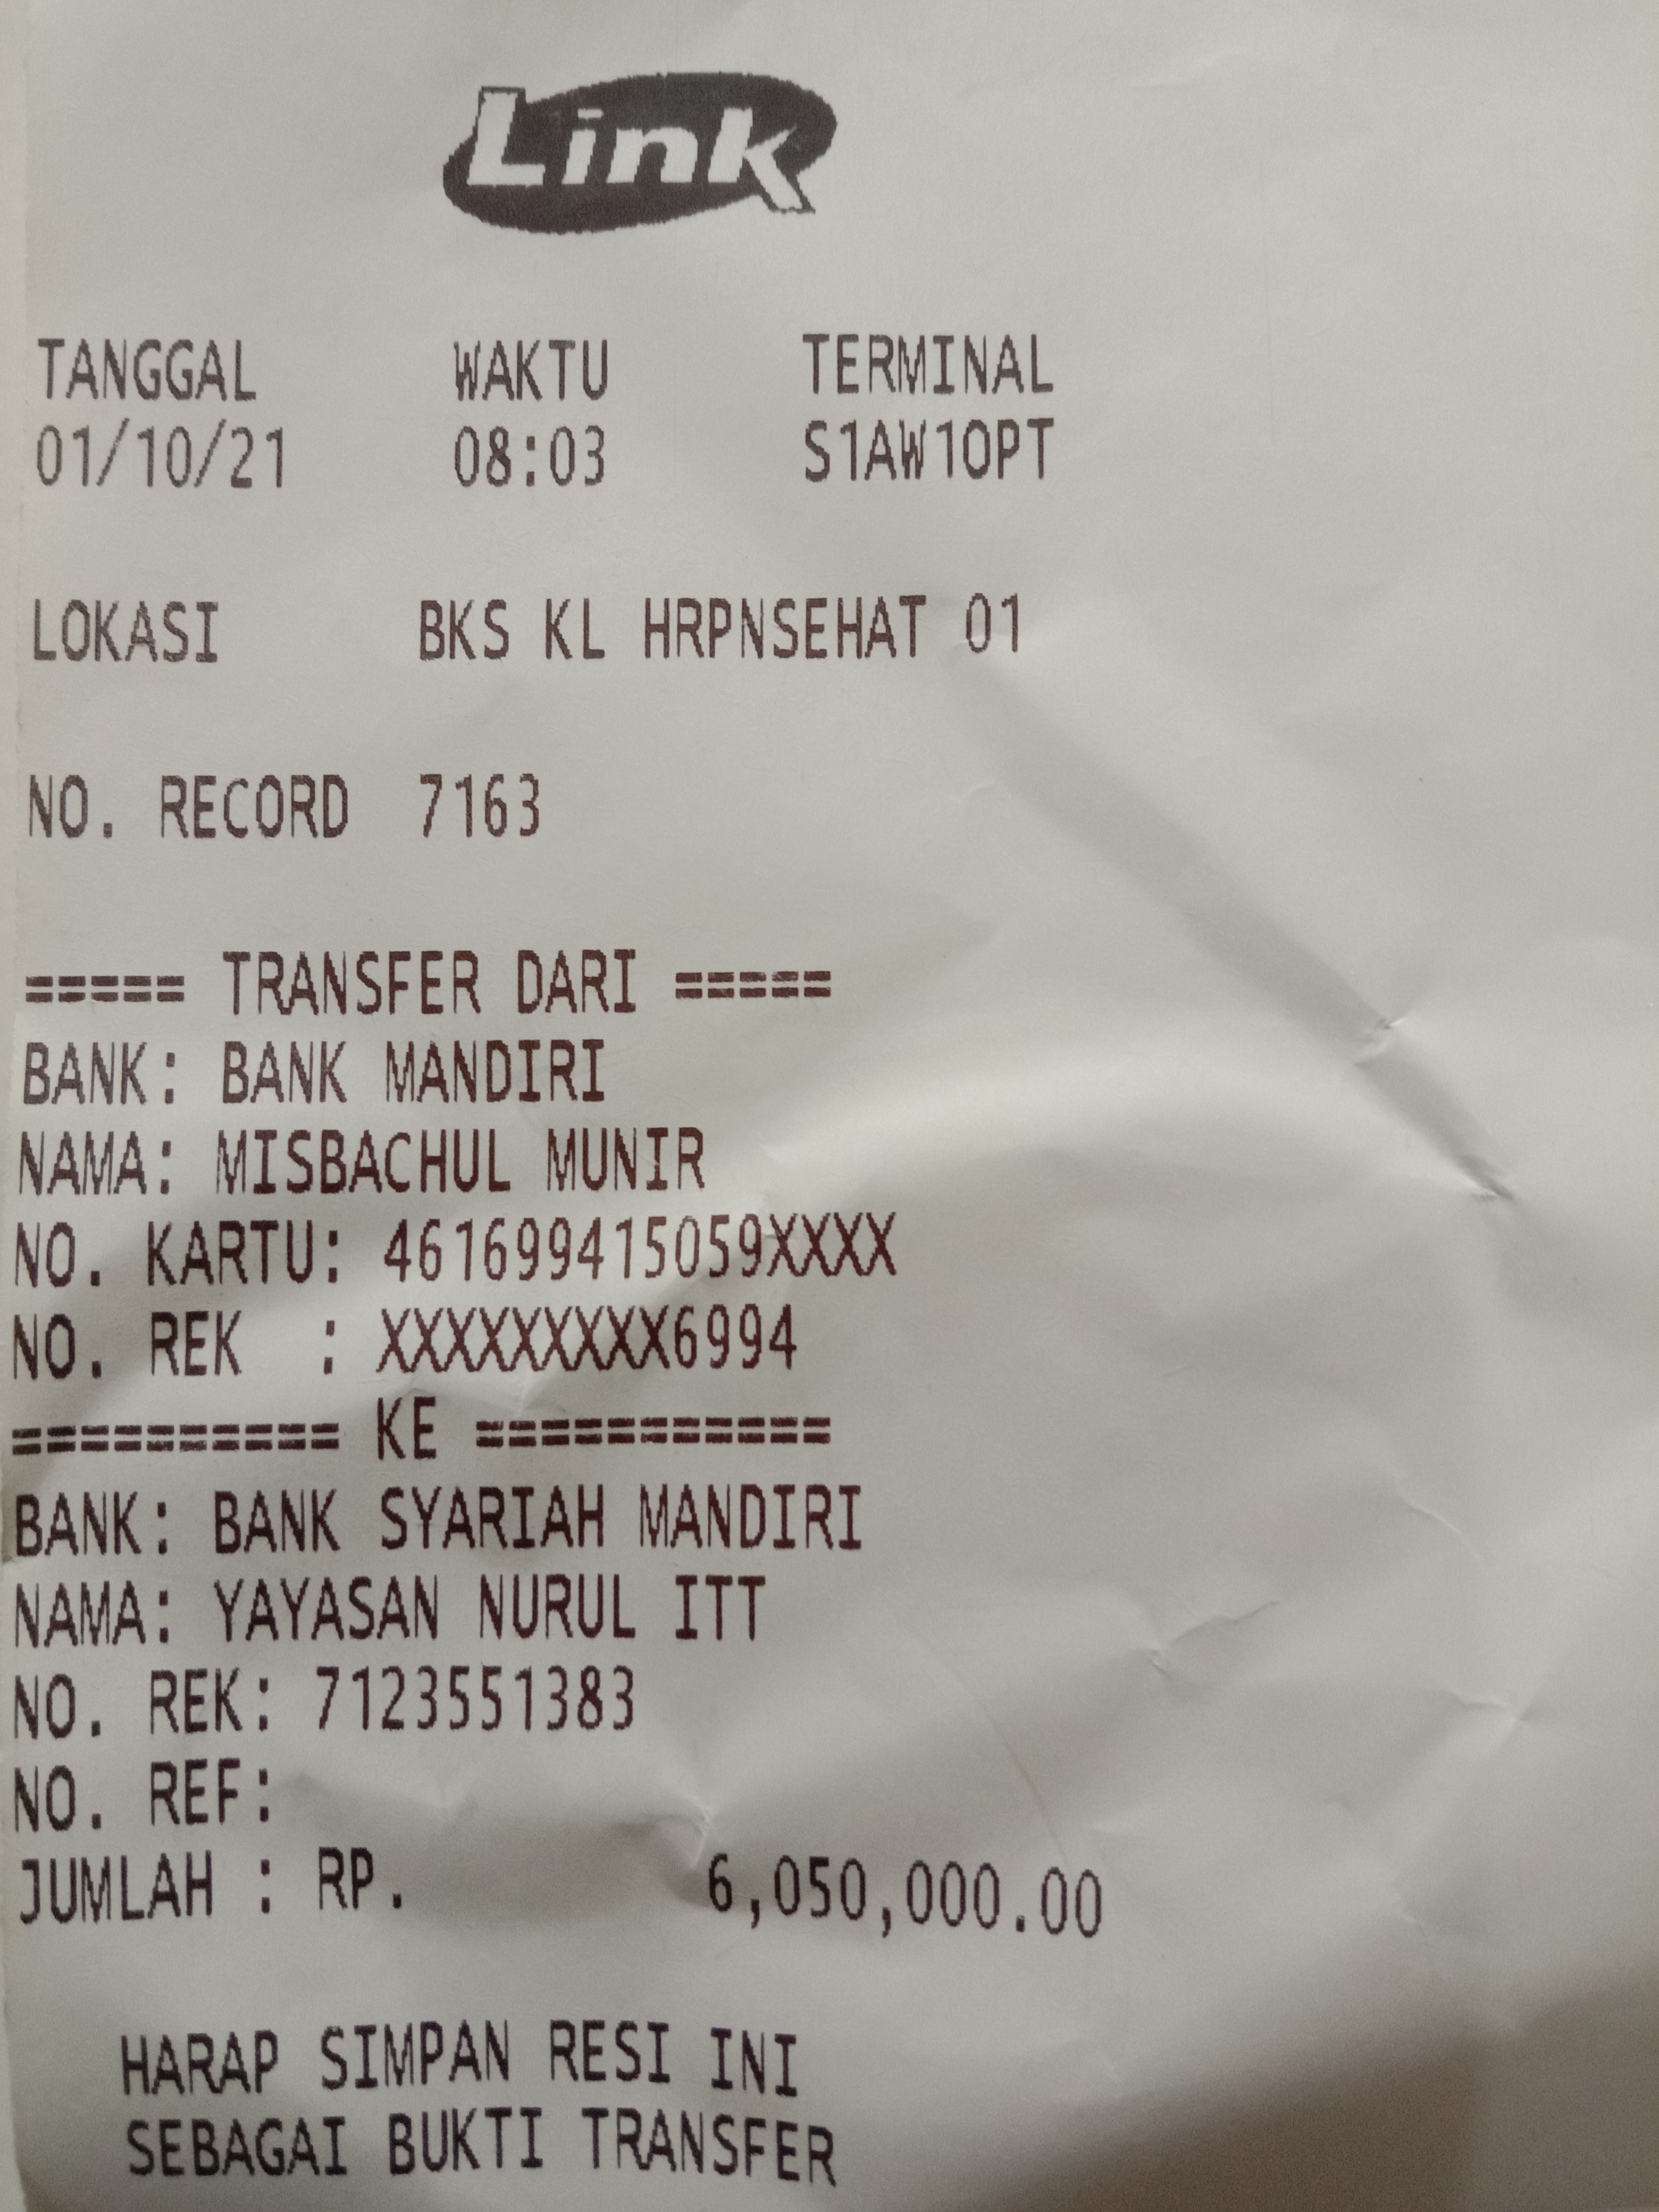 Link
TANGGAL WAKTU TERMINAL
01/10/21 08:03 S1AW1OPT
LOKASI BKS KL HRPNSEHAT 01
NO. RECORD 7163
===== TRANSFER DARI =====
BANK: BANK MANDIRI
NAMA: MISBACHUL MUNIR
NO. KARTU: 461699415059XXXX
NO. REK : XXXXXXXXX6994
========== KE ===========
BANK: BANK SYARIAH MANDIRI
NAMA: YAYASAN NURUL ITT
NO. REK: 7123551383
NO. REF:
JUMLAH : RP. 6,050,000.00
HARAP SIMPAN RESI INI
SEBAGAI BUKTI TRANSFER